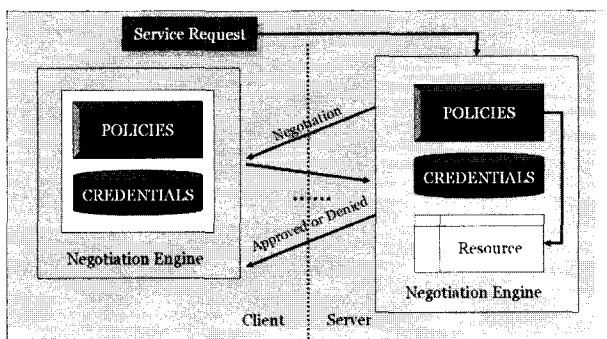 Service Request
POLICIES
CREDENTIALS
Negotiation Engine
Negotiation
Approved or Denied
POLICIES
CREDENTIALS
Resource
Negotiation Engine
Client
Server